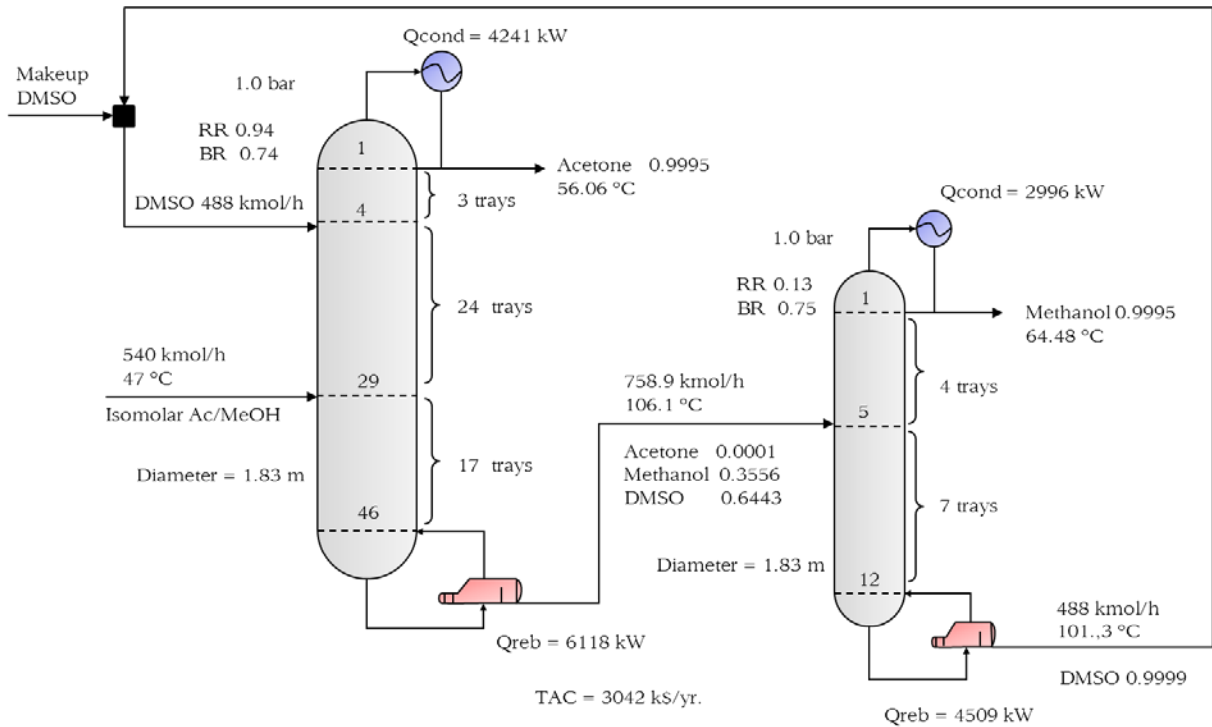 Qcond = 4241 kW
Makeup
DMSO
1.0 bar
RR 0.94
BR 0.74
1
Acetone 0.9995
56.06 °C
3 trays
DMSO 488 kmol/h
4
24 trays
540 kmol/h
47 °C
29
Isomolar Ac/MeOH
Diameter = 1.83 m
17 trays
46
Qreb = 6118 kW
758.9 kmol/h
106.1 °C
Acetone 0.0001
Methanol 0.3556
DMSO 0.6443
Qcond = 2996 kW
1.0 bar
RR 0.13
BR 0.75
1
Methanol 0.9995
64.48 °C
4 trays
5
7 trays
Diameter = 1.83 m
12
488 kmol/h
101.,3 °C
DMSO 0.9999
Qreb = 4509 kW
TAC = 3042 k$/yr.